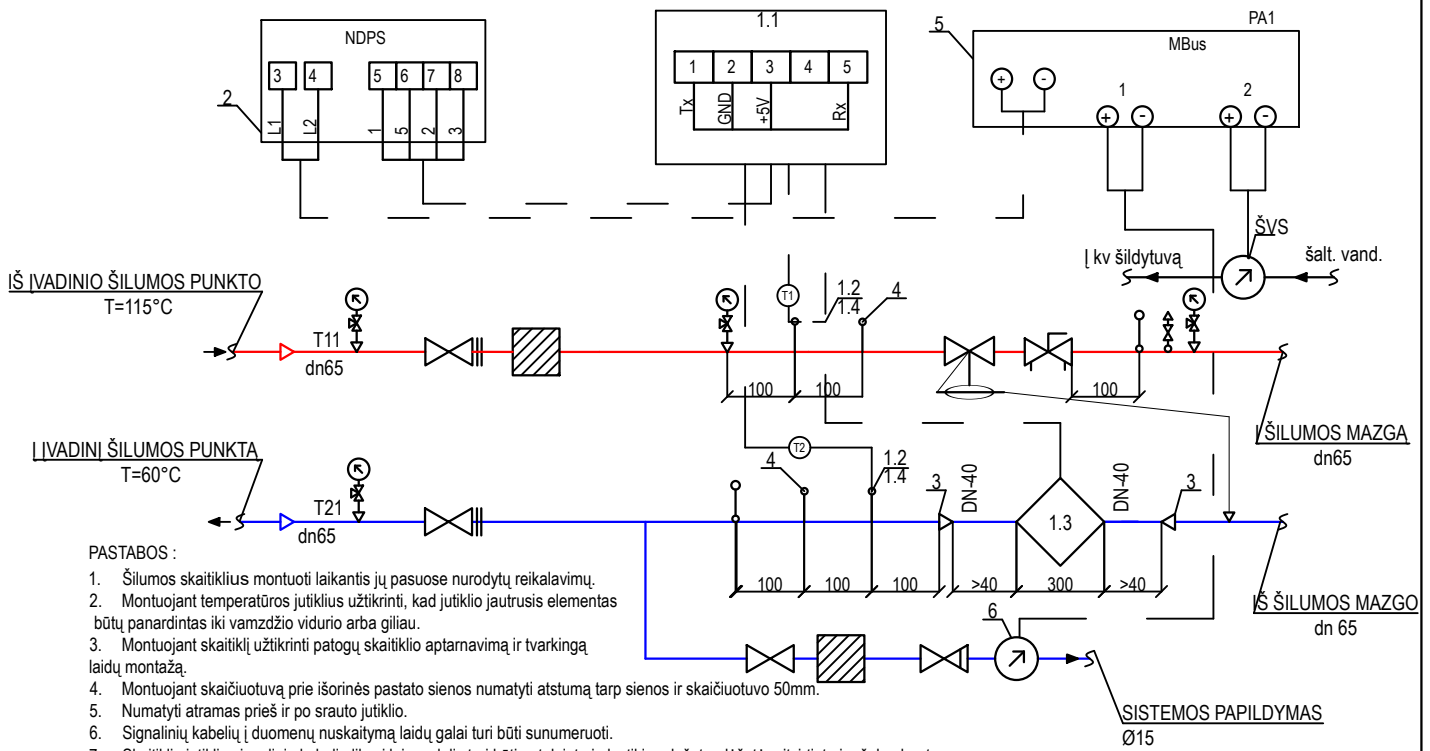 NDPS
3 4 5 6 7 8
L1 L2 1 5 2 3
2
1.1
1 2 3 4 5
Tx GND +5V Rx
5
PA1
MBus
+ -
1 2
+ - + -
ŠVS
Į kv šildytuvą
šalt. vand.
IŠ ĮVADINIO ŠILUMOS PUNKTO
T=115°C
T11
dn65
T1
1.2
1.4
4
100 100
100
Į ŠILUMOS MAZGA
dn65
Į ĮVADINĮ ŠILUMOS PUNKTA
T=60°C
T21
dn65
T2
4
1.2
1.4
3
DN-40
1.3
DN-40
3
100 100 100 >40 300 >40
IŠ ŠILUMOS MAZGO
dn 65
6
SISTEMOS PAPILDYMAS
Ø15
PASTABOS :
1. Šilumos skaitiklius montuoti laikantis jų pasuose nurodytų reikalavimų.
2. Montuojant temperatūros jutiklius užtikrinti, kad jutiklio jautrusis elementas
būtų panardintas iki vamzdžio vidurio arba giliau.
3. Montuojant skaitiklį užtikrinti patogų skaitiklio aptarnavimą ir tvarkingą
laidų montažą.
4. Montuojant skaičiuotuvą prie išorinės pastato sienos numatyti atstumą tarp sienos ir skaičiuotuvo 50mm.
5. Numatyti atramas prieš ir po srauto jutiklio.
6. Signalinių kabelių į duomenų nuskaitymą laidų galai turi būti sunumeruoti.